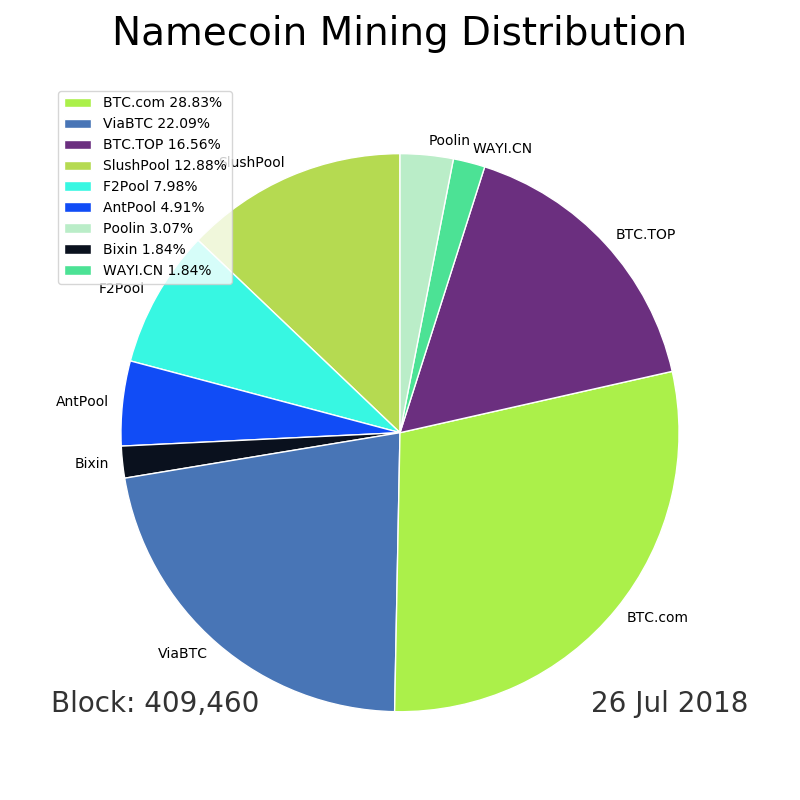 Namecoin Mining Distribution
BTC.com 28.83%
ViaBTC 22.09%
BTC.TOP 16.56%
SlushPool 12.88%
F2Pool 7.98%
AntPool 4.91%
Poolin 3.07%
Bixin 1.84%
WAYI.CN 1.84%
Poolin
WAYI.CN
SlushPool
BTC.TOP
F2Pool
AntPool
Bixin
BTC.com
ViaBTC
Block: 409,460
26 Jul 2018